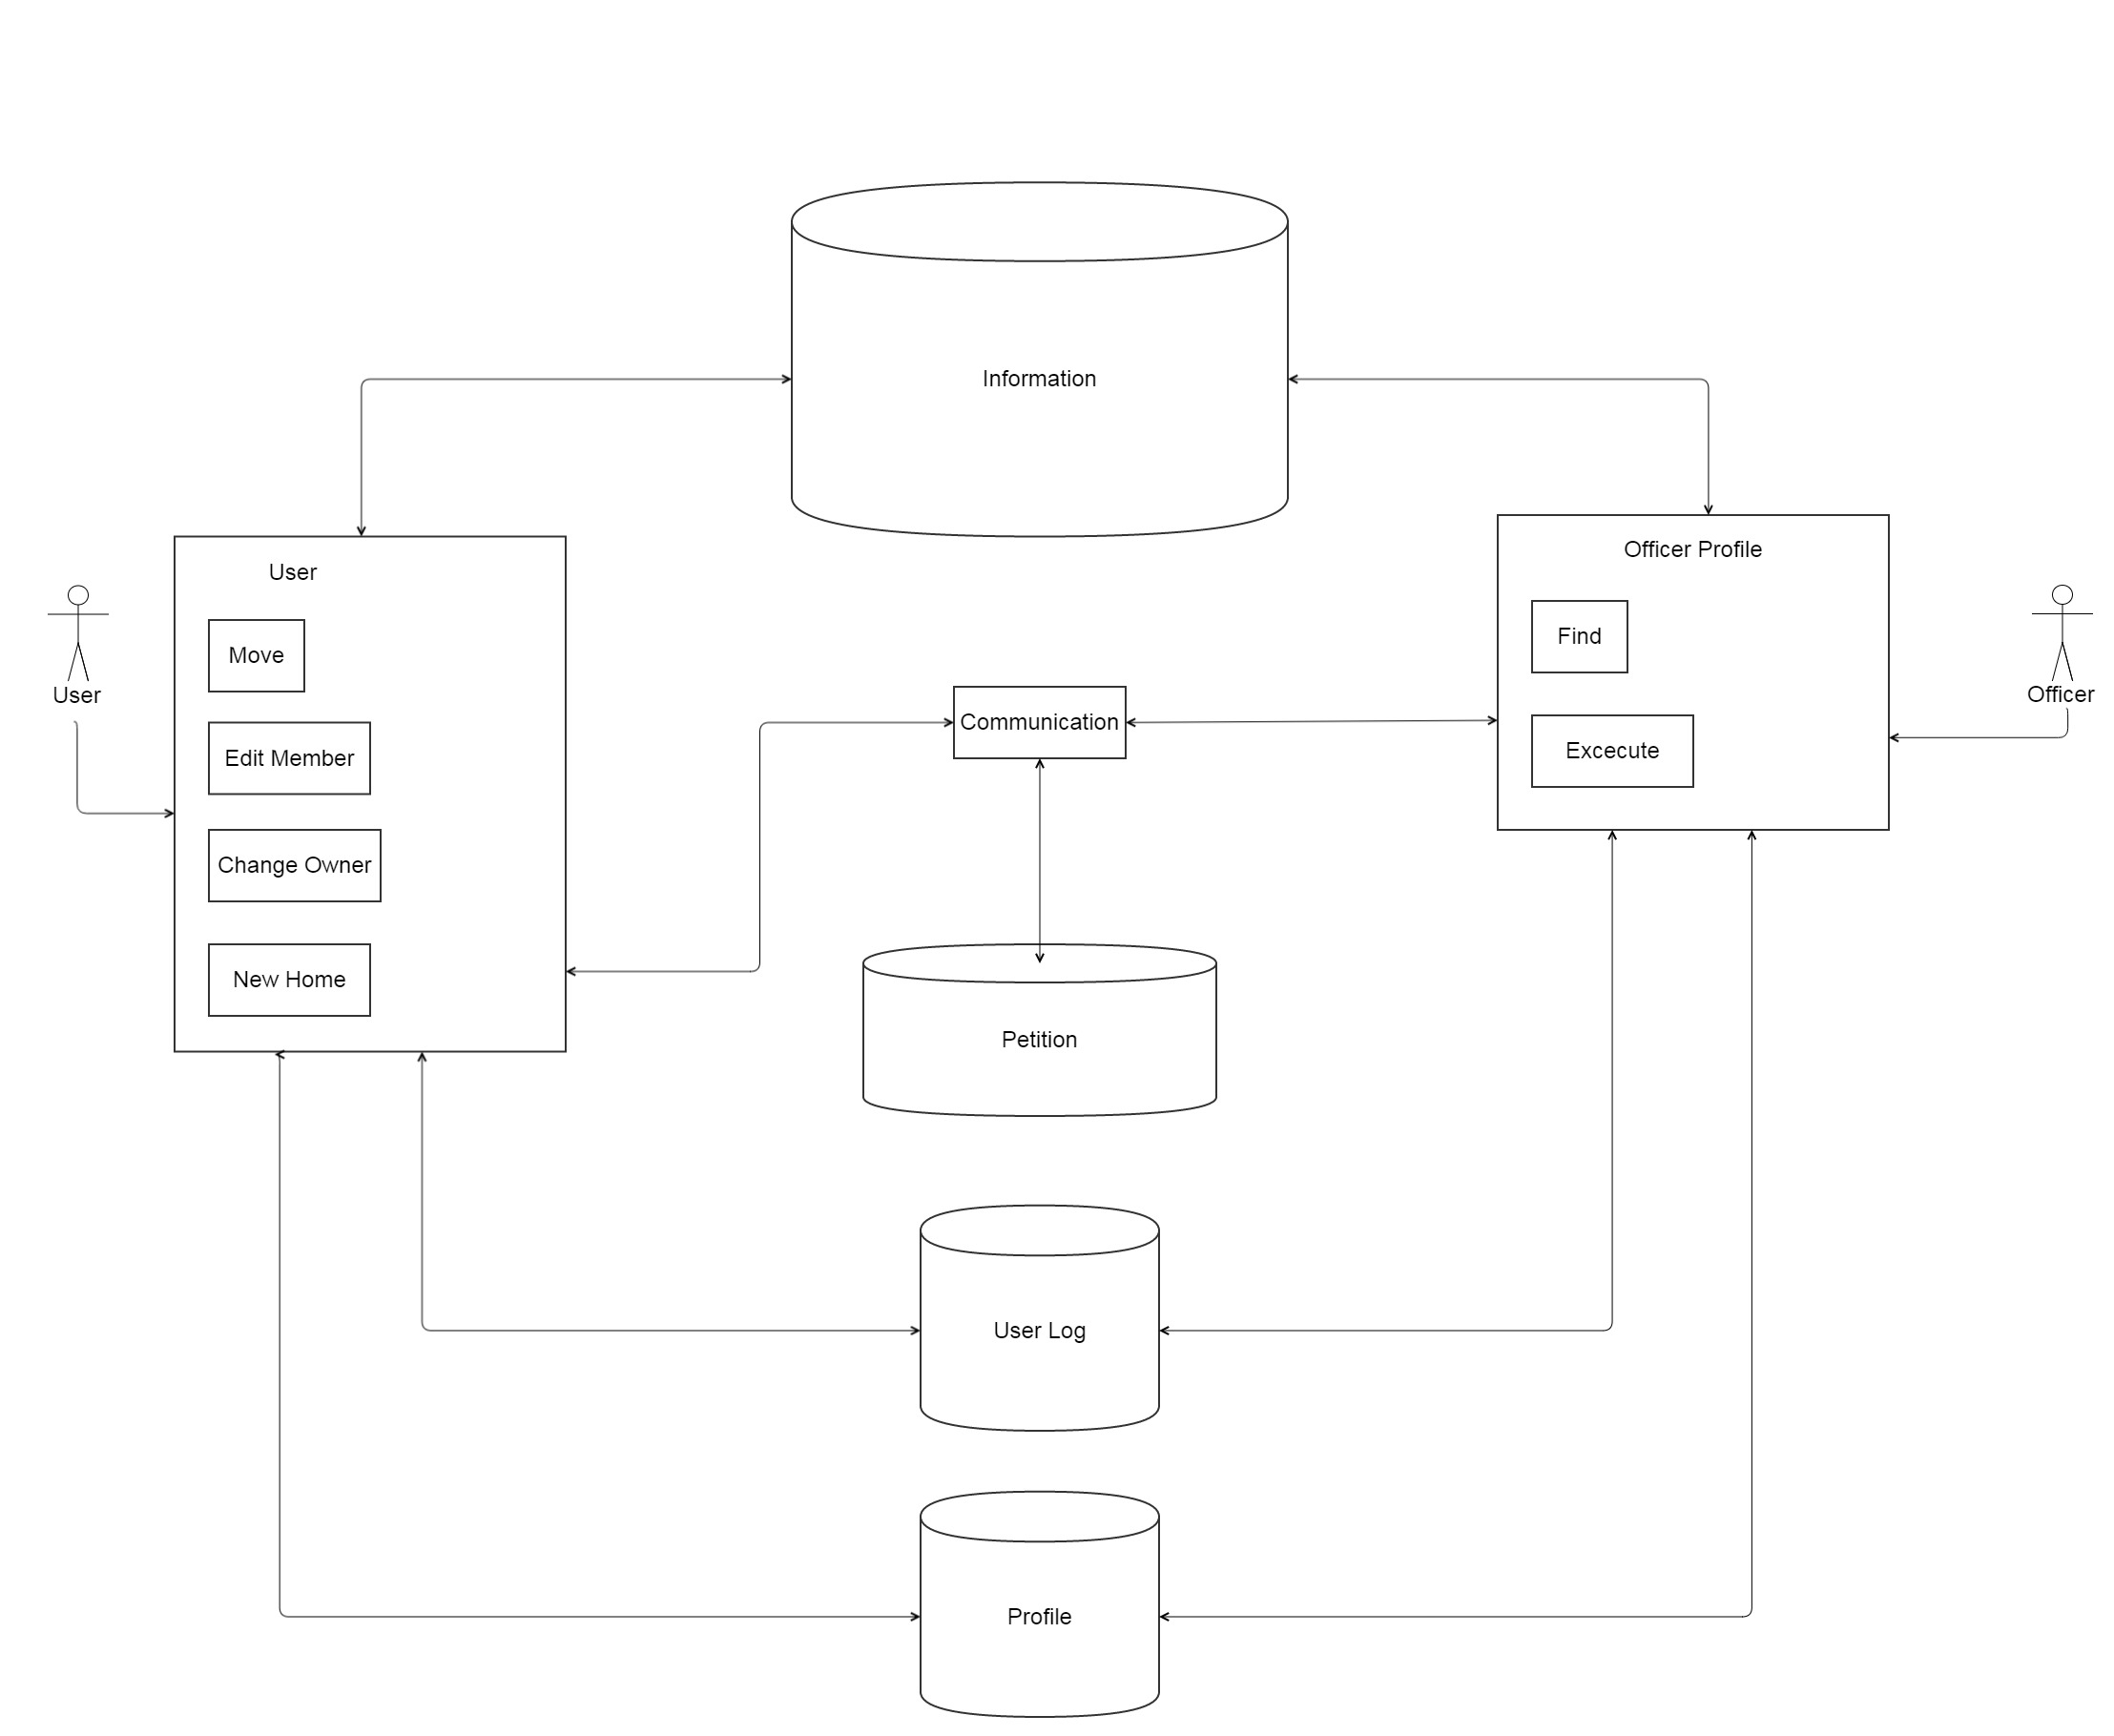 Information
User
Move
Edit Member
Change Owner
New Home
User
Communication
Petition
Officer Profile
Find
Excecute
Officer
User Log
Profile